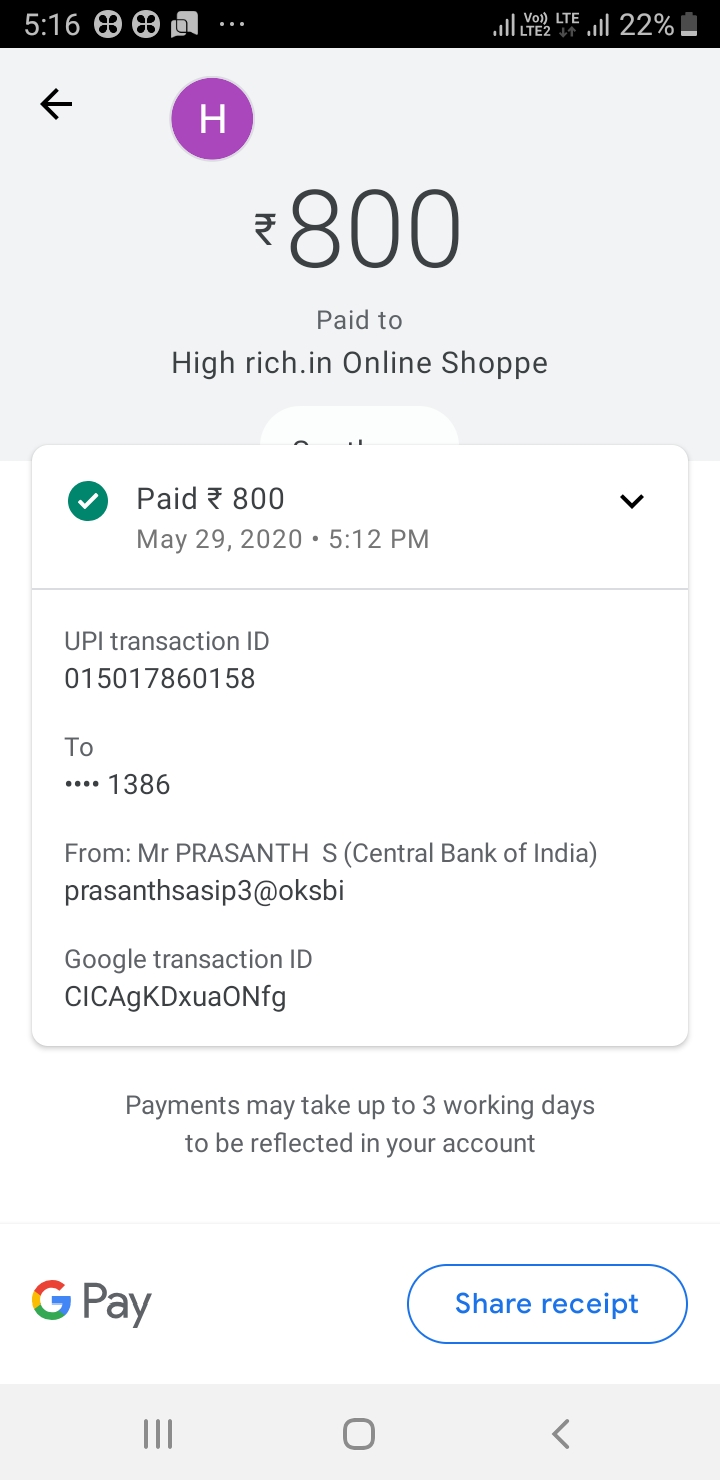 5:16 ...
Vo)) LTE
LTE2
22%
H
₹800
Paid to
High rich.in Online Shoppe
Paid ₹ 800
May 29, 2020 • 5:12 PM
UPI transaction ID
015017860158
To
•••• 1386
From: Mr PRASANTH  S (Central Bank of India)
prasanthsasip3@oksbi
Google transaction ID
CICAgKDxuaONfg
Payments may take up to 3 working days
to be reflected in your account
G Pay
Share receipt